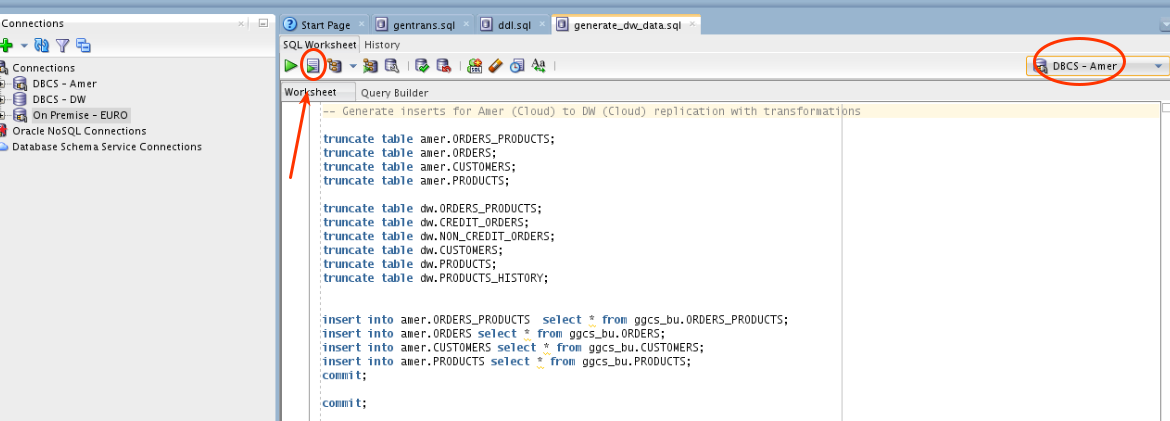 Connections
Start Page
gentrans.sql
ddl.sql
generate_dw_data.sql
SQL Worksheet History
Connections
DBCS - Amer
DBCS - DW
On Premise - EURO
Oracle NoSQL Connections
Database Schema Service Connections
Aa
DBCS - Amer
Worksheet Query Builder
-- Generate inserts for Amer (Cloud) to DW (Cloud) replication with transformations
truncate table amer.ORDERS_PRODUCTS;
truncate table amer.ORDERS;
truncate table amer.CUSTOMERS;
truncate table amer.PRODUCTS;
truncate table dw.ORDERS_PRODUCTS;
truncate table dw.CREDIT_ORDERS;
truncate table dw.NON_CREDIT_ORDERS;
truncate table dw.CUSTOMERS;
truncate table dw.PRODUCTS;
truncate table dw.PRODUCTS_HISTORY;
insert into amer.ORDERS_PRODUCTS  select * from ggcs_bu.ORDERS_PRODUCTS;
insert into amer.ORDERS select * from ggcs_bu.ORDERS;
insert into amer.CUSTOMERS select * from ggcs_bu.CUSTOMERS;
insert into amer.PRODUCTS select * from ggcs_bu.PRODUCTS;
commit;
commit;